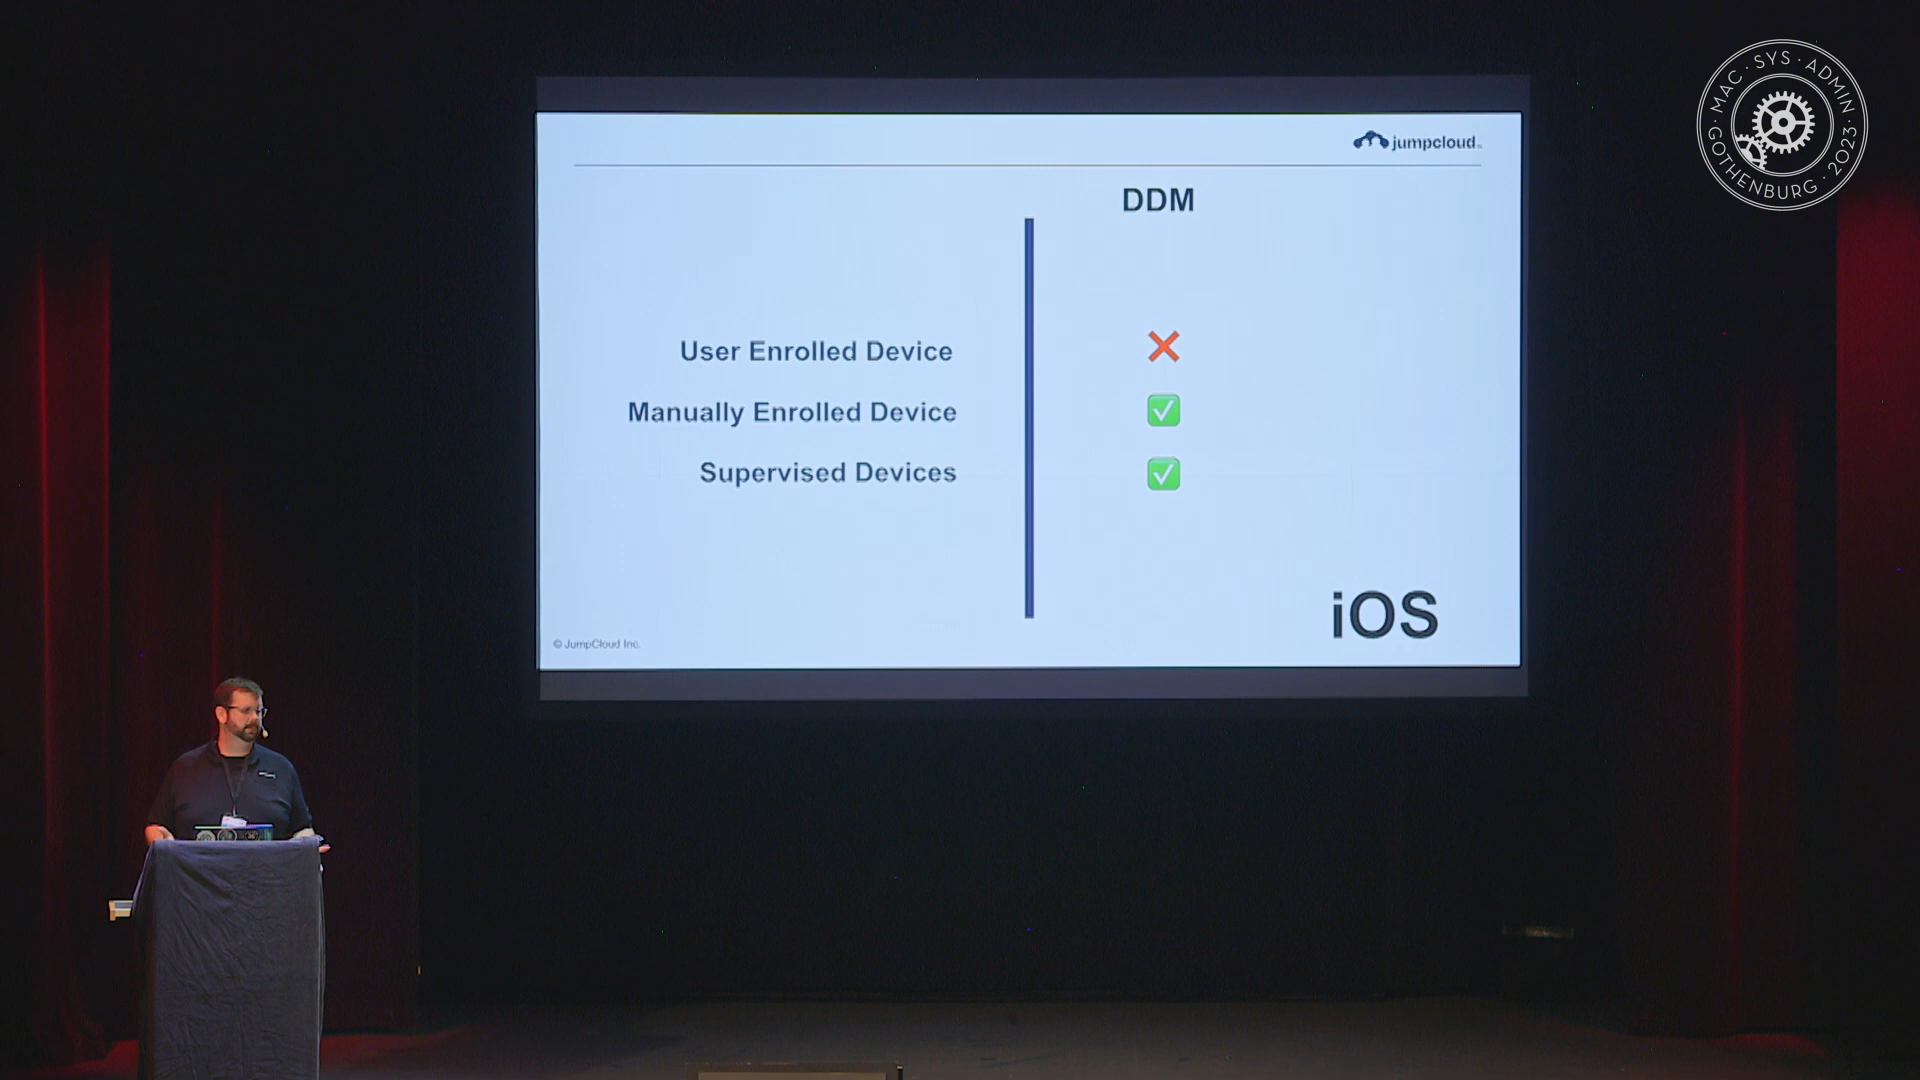 jumpcloud
DDM
User Enrolled Device
Manually Enrolled Device
Supervised Devices
iOS
© JumpCloud Inc.
MAC · SYS · ADMIN · GOTHENBURG · 2023 ·